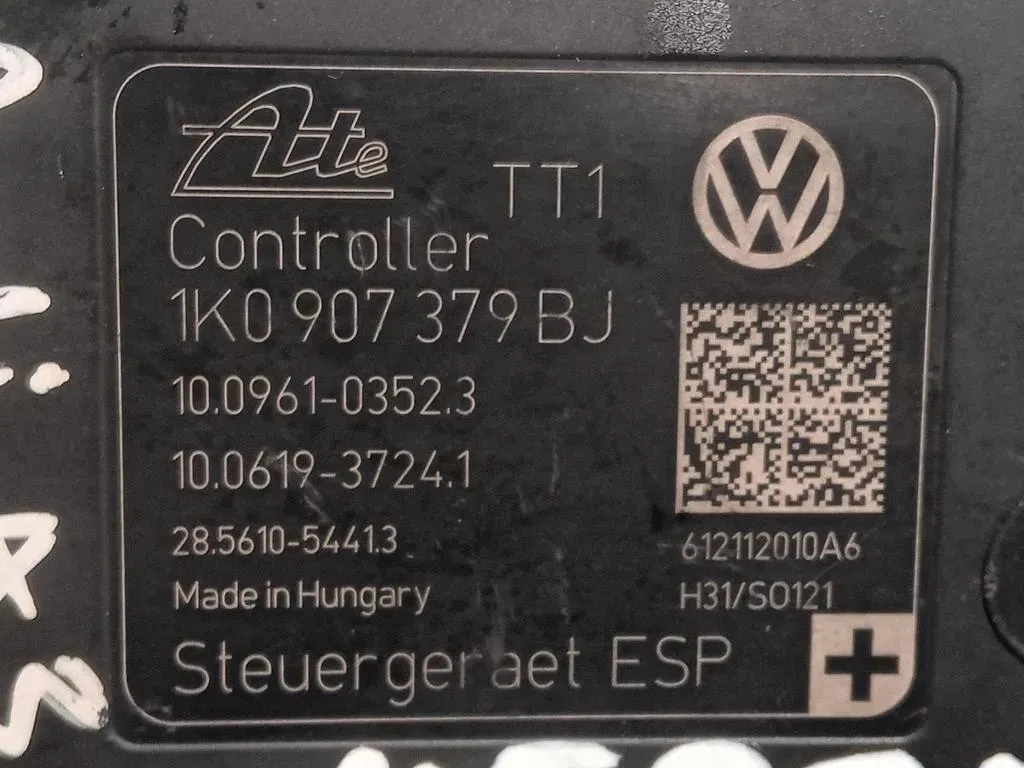 Ate
TT1
Controller
1K0 907 379 BJ
10.0961-0352.3
10.0619-3724.1
28.5610-5441.3
612112010A6
Made in Hungary
H31/SO121
Steuergeraet ESP